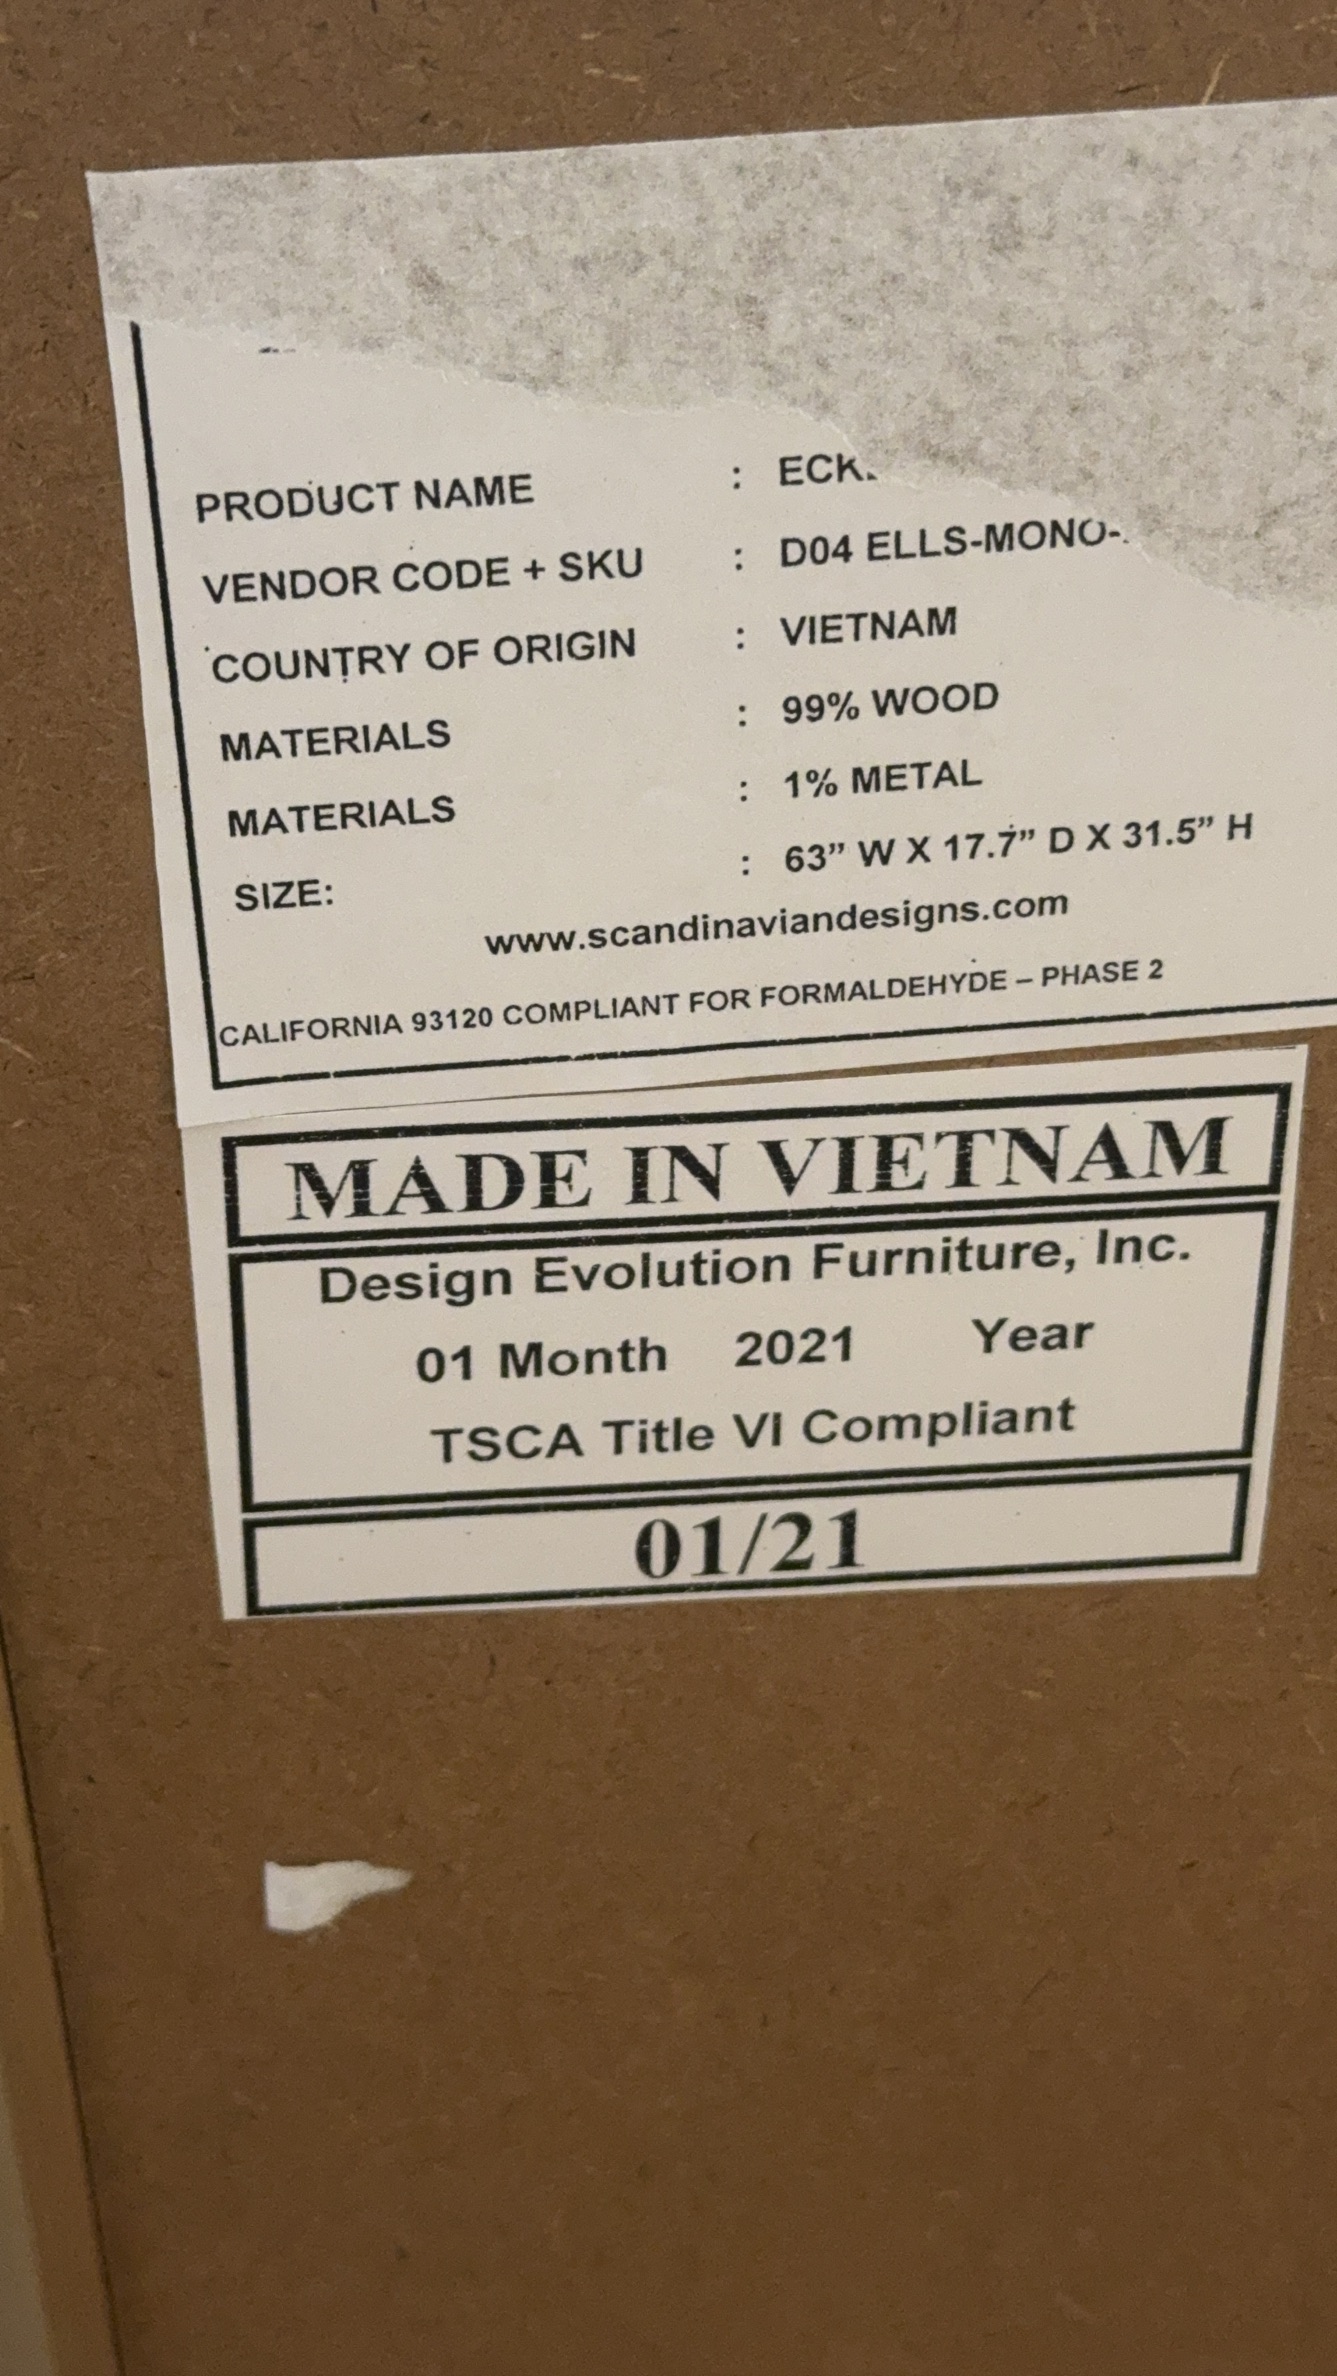 PRODUCT NAME : ECK
VENDOR CODE + SKU : D04 ELLS-MONO-
COUNTRY OF ORIGIN : VIETNAM
MATERIALS : 99% WOOD
MATERIALS : 1% METAL
SIZE: : 63” W X 17.7” D X 31.5” H
www.scandinaviandesigns.com
CALIFORNIA 93120 COMPLIANT FOR FORMALDEHYDE – PHASE 2
MADE IN VIETNAM
Design Evolution Furniture, Inc.
01 Month 2021 Year
TSCA Title VI Compliant
01/21